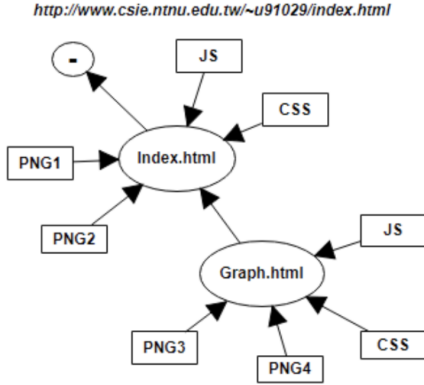 http://www.csie.ntnu.edu.tw/~u91029/index.html
-
JS
CSS
Index.html
PNG1
PNG2
JS
Graph.html
PNG3
PNG4
CSS